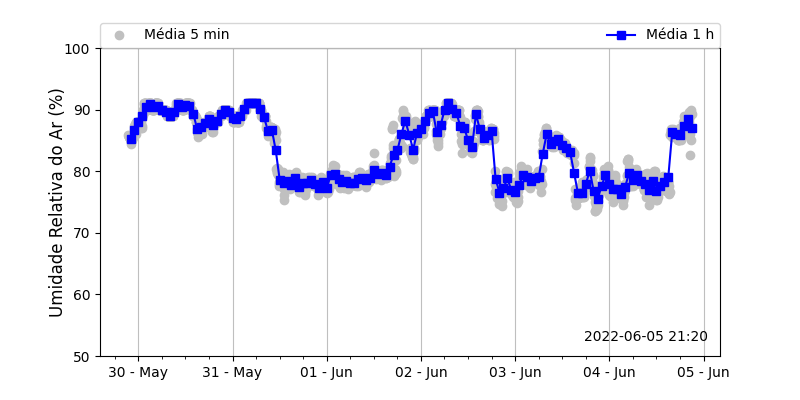 Média 5 min
Média 1 h
Umidade Relativa do Ar (%)
100
90
80
70
60
50
2022-06-05 21:20
30 - May
31 - May
01 - Jun
02 - Jun
03 - Jun
04 - Jun
05 - Jun